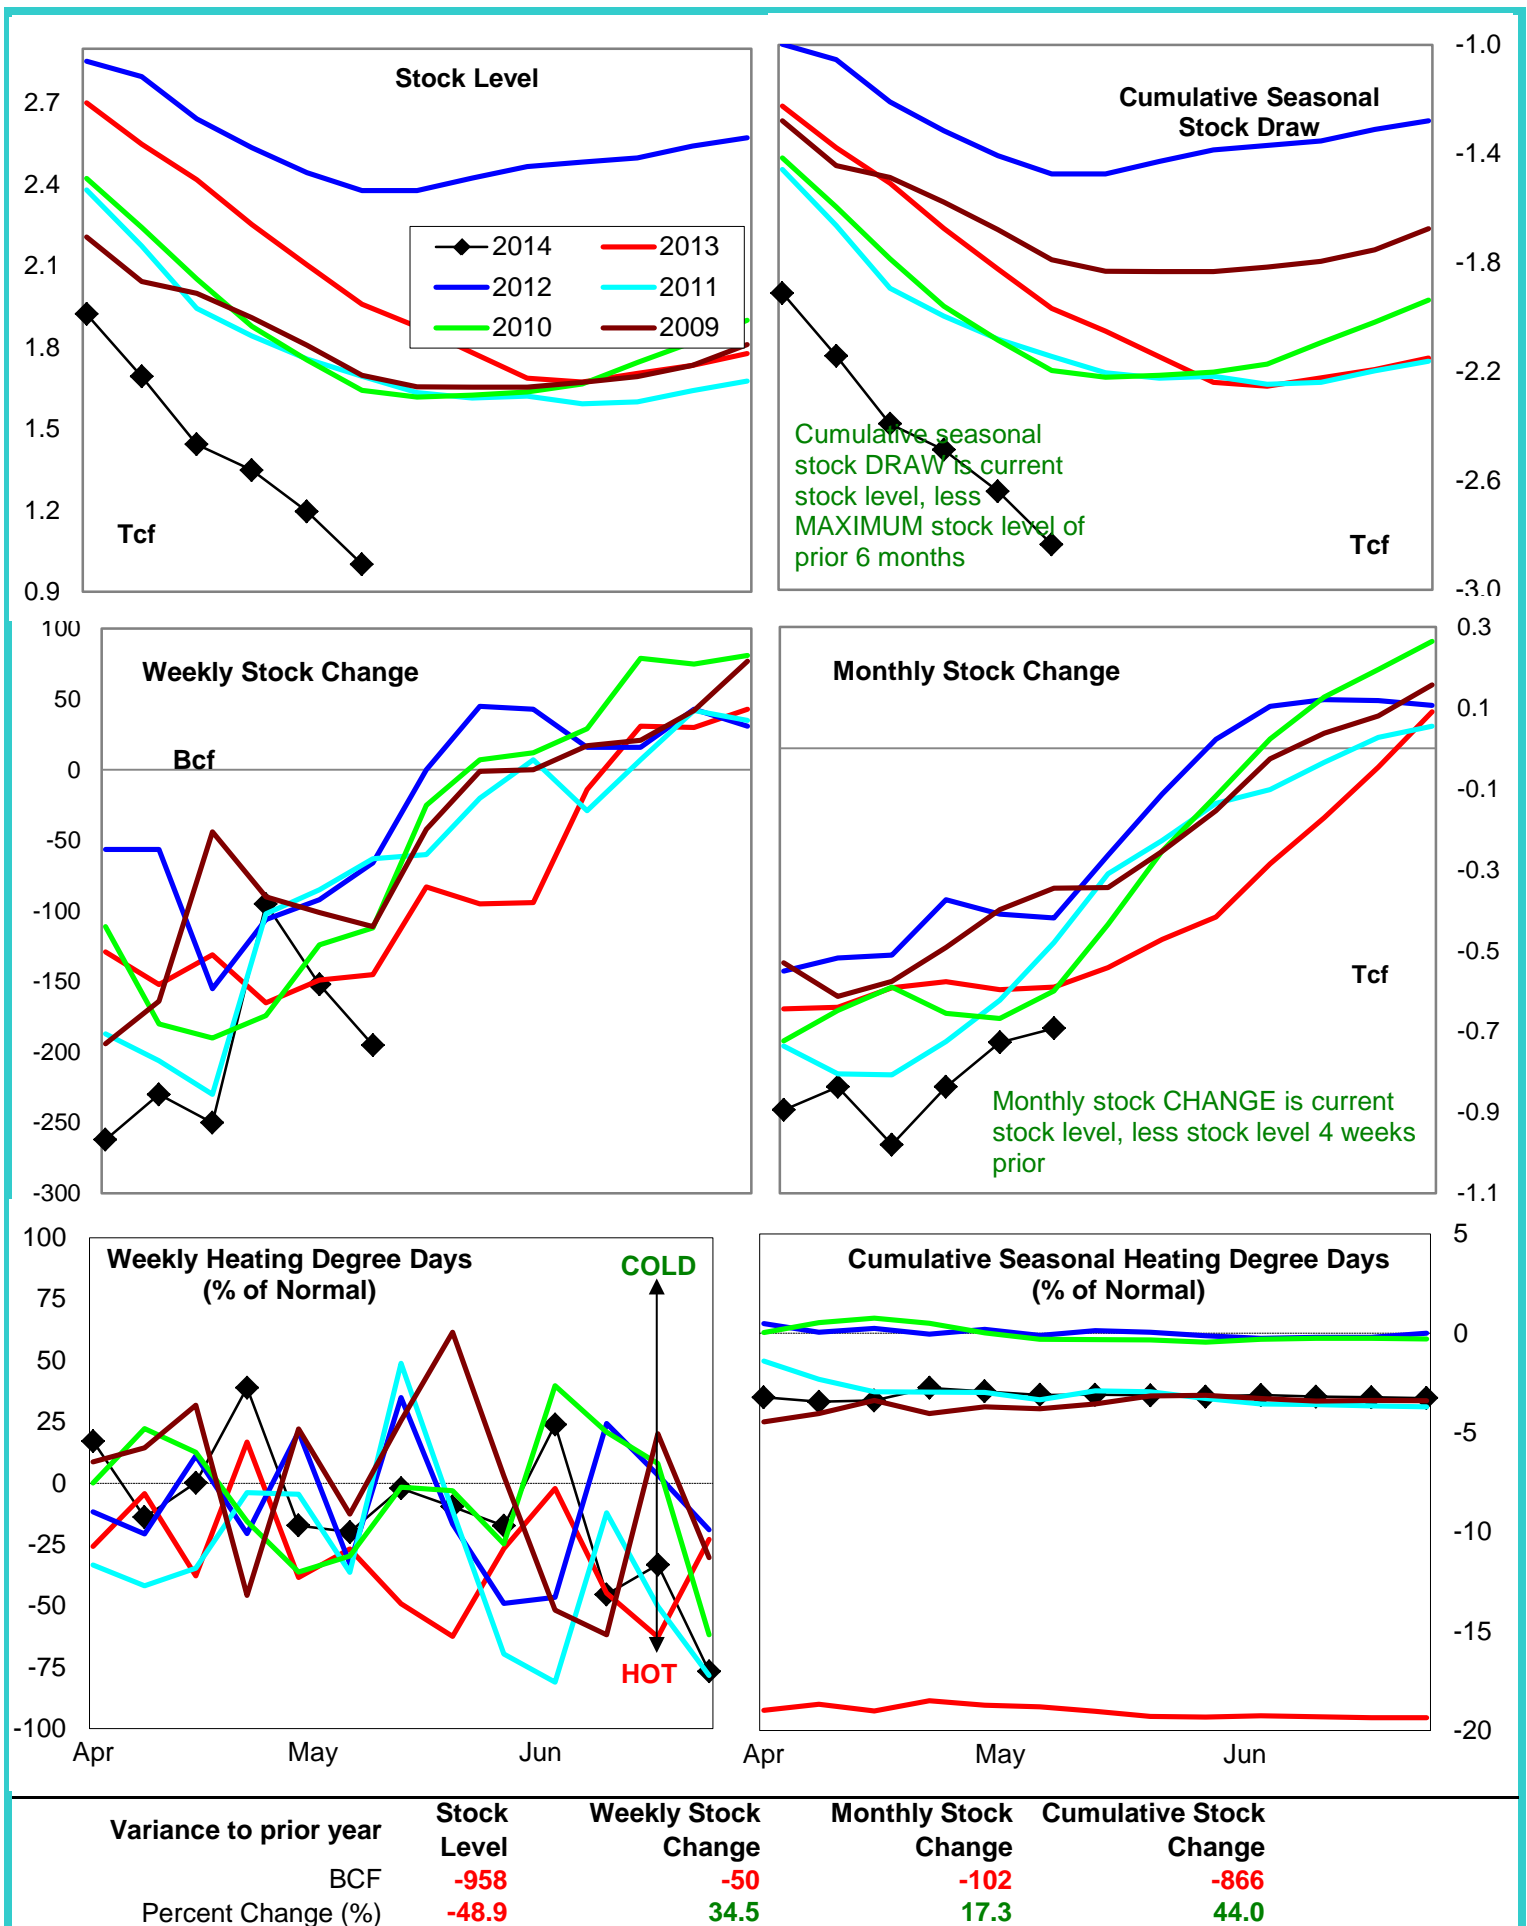 Stock Level
2.7
2.4
2.1
1.8
1.5
1.2
0.9
2014 2013
2012 2011
2010 2009
Tcf
Cumulative Seasonal
Stock Draw
-1.0
-1.4
-1.8
-2.2
-2.6
-3.0
Cumulative seasonal
stock DRAW is current
stock level, less
MAXIMUM stock level of
prior 6 months
Tcf
Weekly Stock Change
Bcf
100
50
0
-50
-100
-150
-200
-250
-300
Monthly Stock Change
0.3
0.1
-0.1
-0.3
-0.5
-0.7
-0.9
-1.1
Tcf
Monthly stock CHANGE is current
stock level, less stock level 4 weeks
prior
Weekly Heating Degree Days
(% of Normal)
COLD
HOT
100
75
50
25
0
-25
-50
-75
-100
Apr May Jun
Cumulative Seasonal Heating Degree Days
(% of Normal)
5
0
-5
-10
-15
-20
Apr May Jun
Variance to prior year Stock Level Weekly Stock Change Monthly Stock Change Cumulative Stock Change
BCF -958 -50 -102 -866
Percent Change (%) -48.9 34.5 17.3 44.0